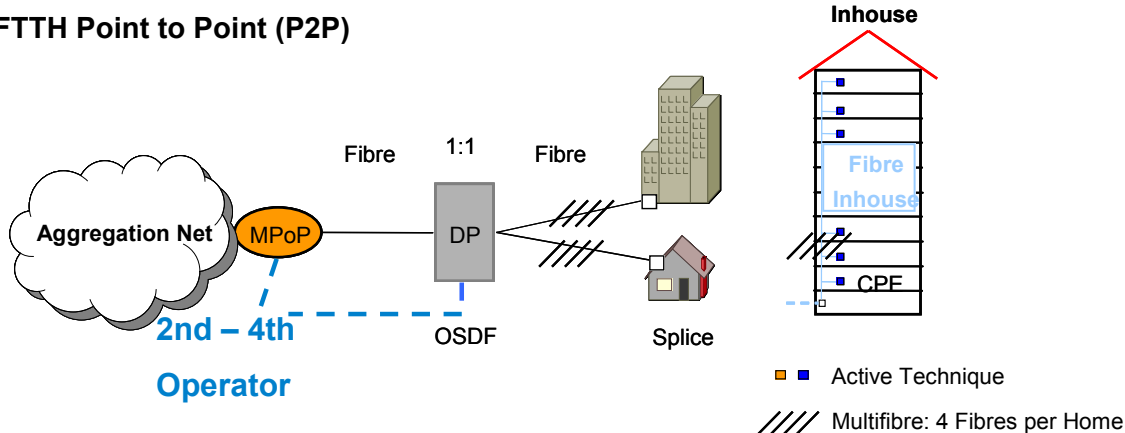 FTTH Point to Point (P2P)
Inhouse
Fibre
1:1
Fibre
Fibre
Inhouse
Aggregation Net
MPoP
DP
CPE
2nd – 4th
Operator
OSDF
Splice
Active Technique
Multifibre: 4 Fibres per Home